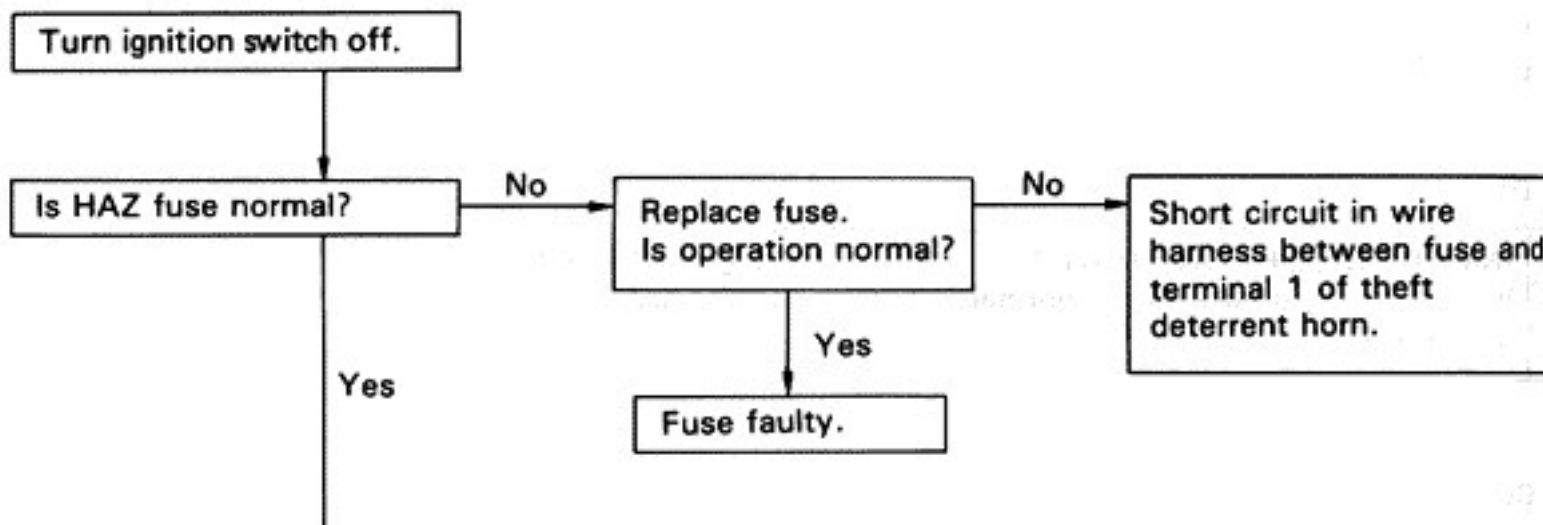 Turn ignition switch off.
Is HAZ fuse normal?
No
Replace fuse.
Is operation normal?
No
Short circuit in wire
harness between fuse and
terminal 1 of theft
deterrent horn.
Yes
Fuse faulty.
Yes